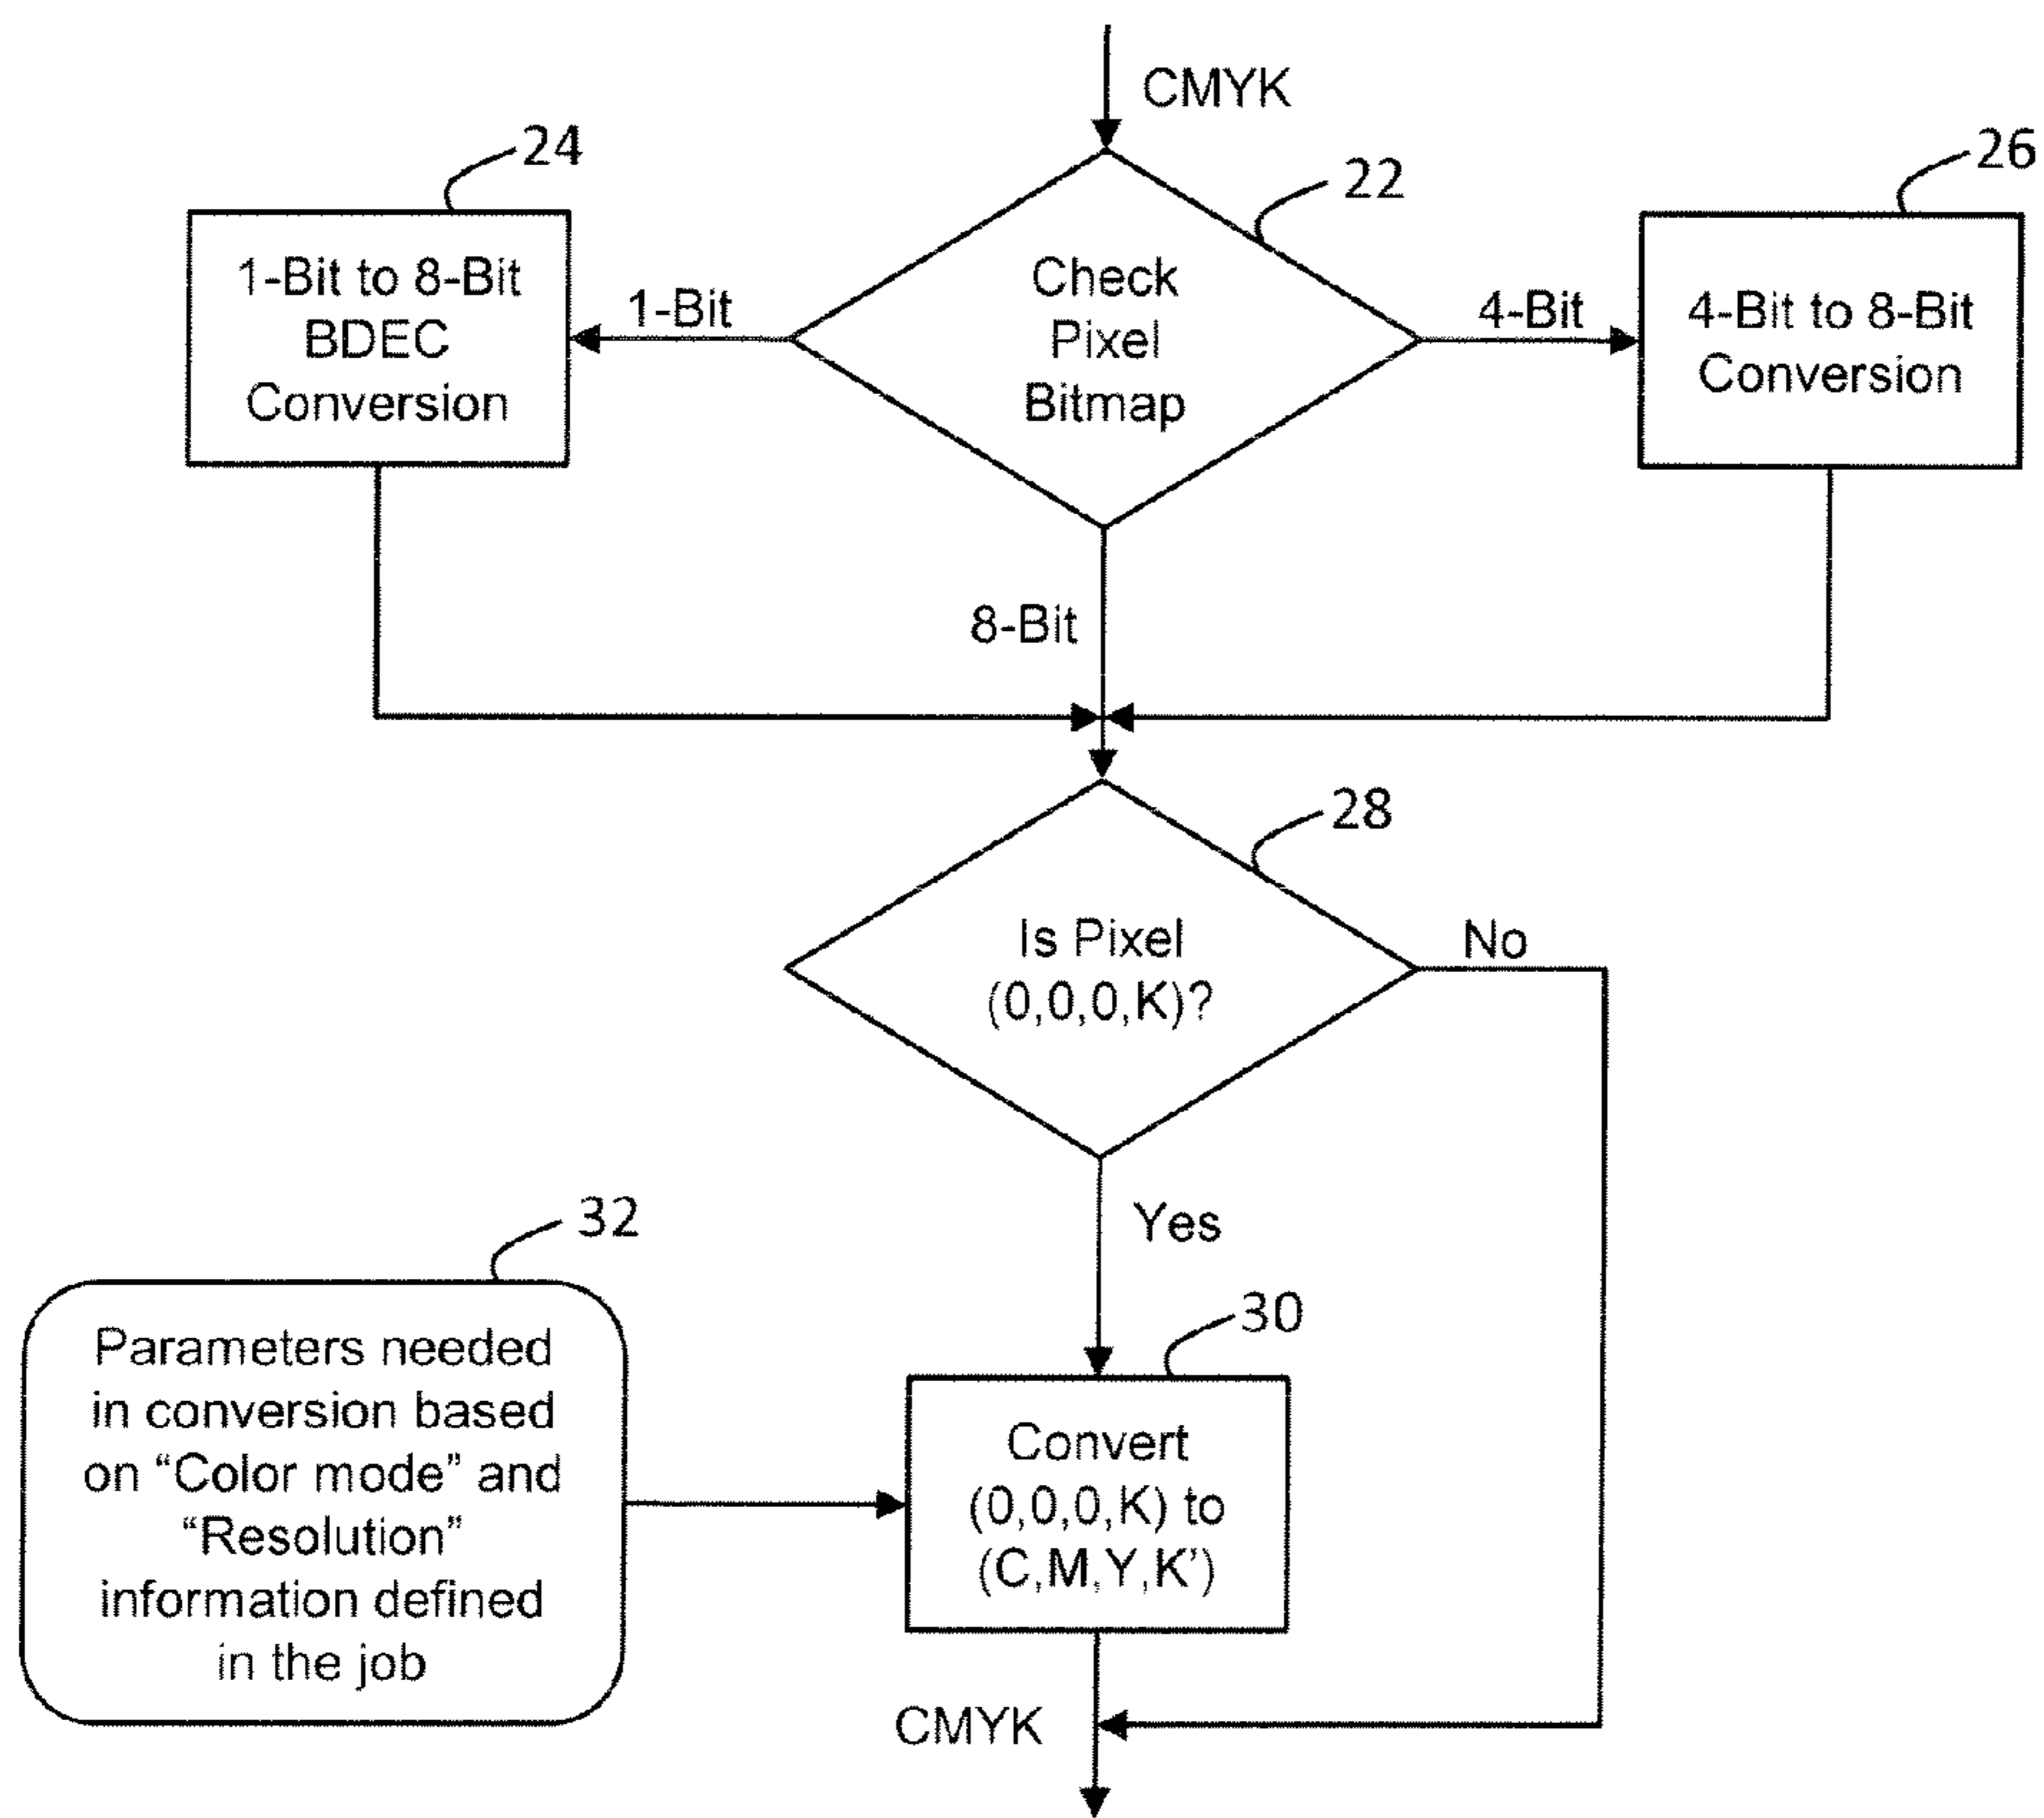 CMYK
24
22
26
1-Bit to 8-Bit
BDEC
Conversion
1-Bit
Check
Pixel
Bitmap
4-Bit
4-Bit to 8-Bit
Conversion
8-Bit
28
Is Pixel
(0,0,0,K)?
No
Yes
32
Parameters needed
in conversion based
on “Color mode” and
“Resolution”
information defined
in the job
30
Convert
(0,0,0,K) to
(C,M,Y,K’)
CMYK